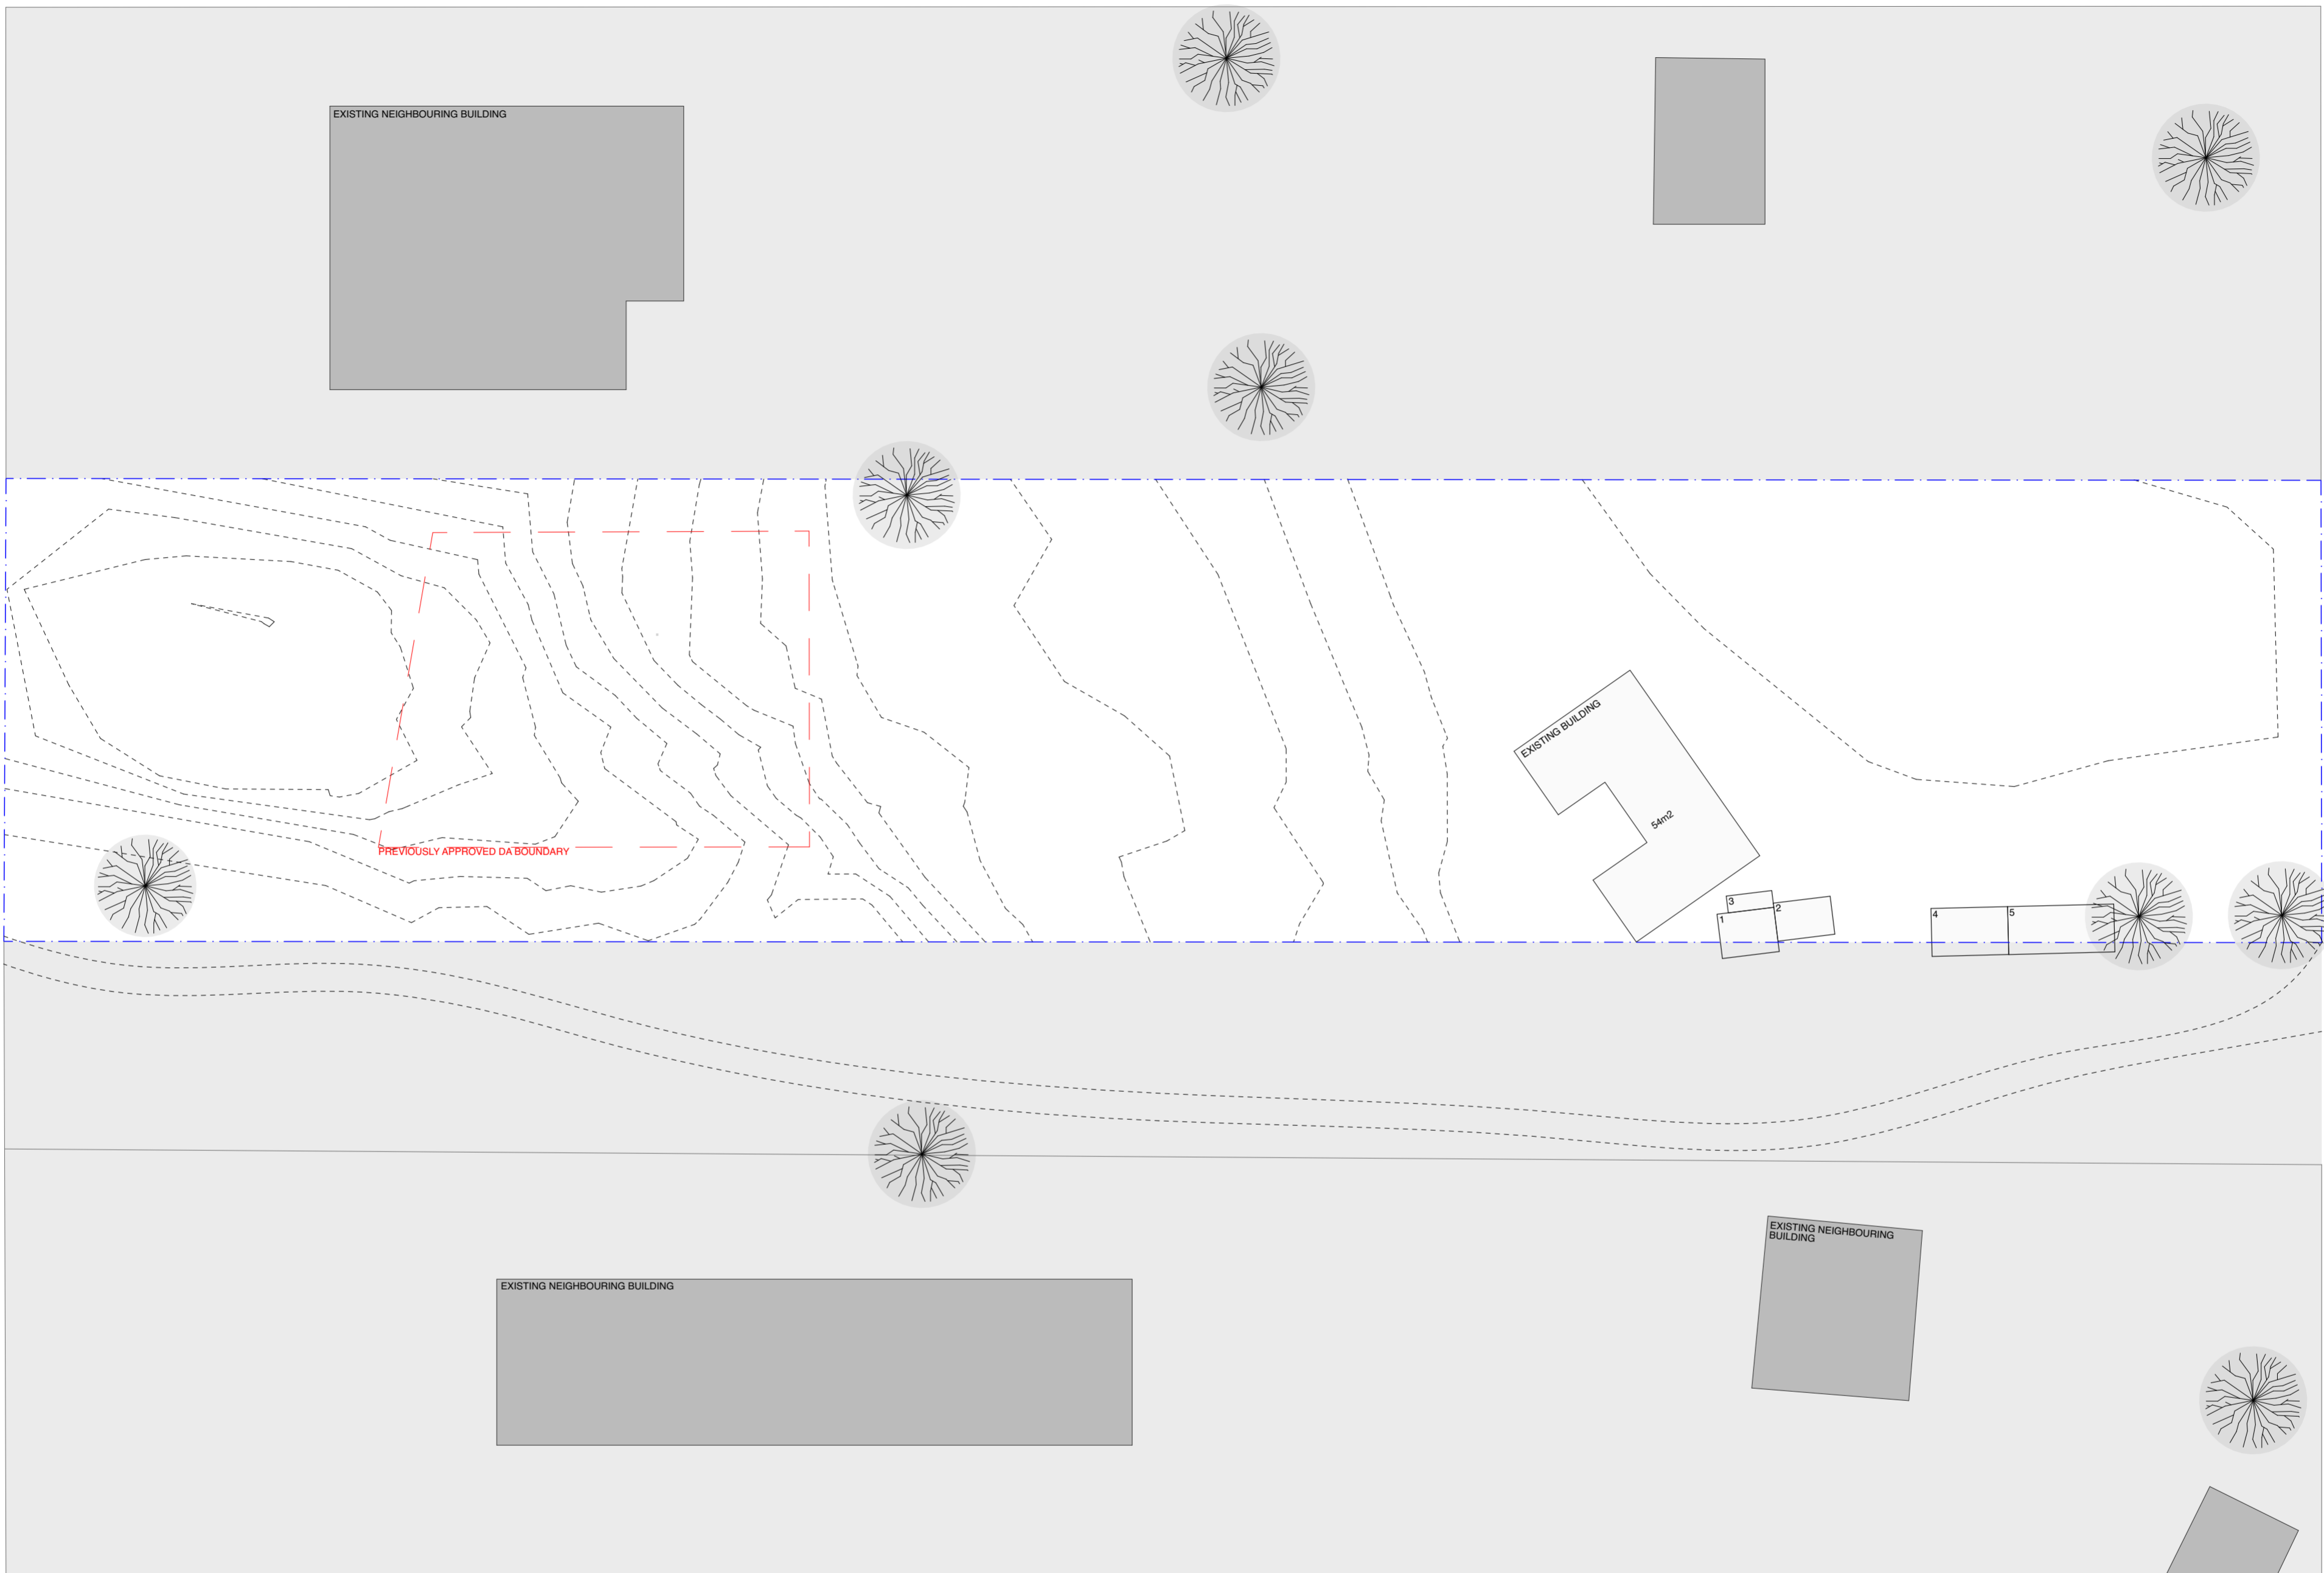 EXISTING NEIGHBOURING BUILDING
EXISTING BUILDING
54m2
PREVIOUSLY APPROVED DA BOUNDARY
3
2
1
4
5
EXISTING NEIGHBOURING
BUILDING
EXISTING NEIGHBOURING BUILDING